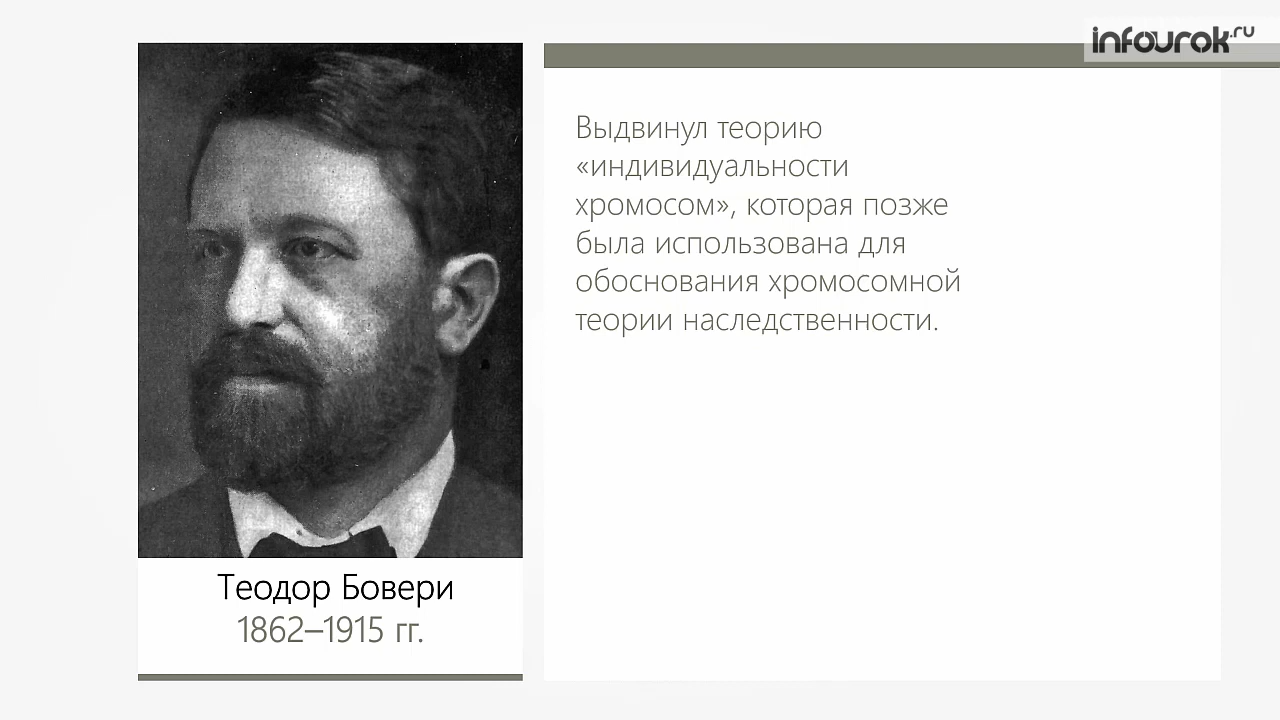 infourok.ru
Выдвинул теорию
«индивидуальности
хромосом», которая позже
была использована для
обоснования хромосомной
теории наследственности.
Теодор Бовери
1862–1915 гг.